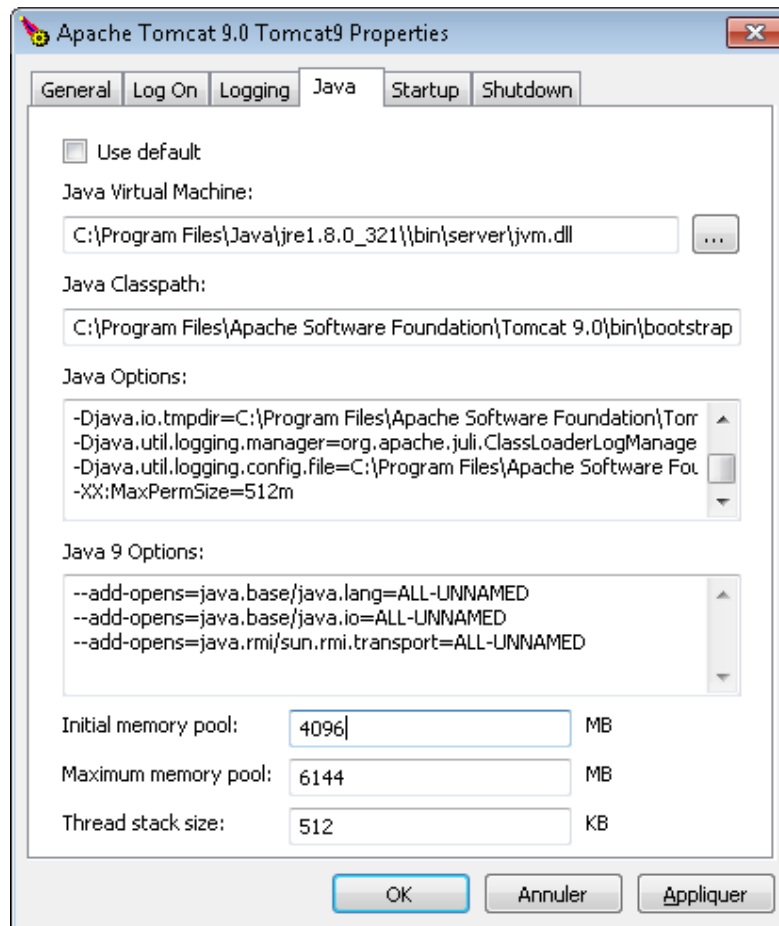 Apache Tomcat 9.0 Tomcat9 Properties
General Log On Logging Java Startup Shutdown
Use default
Java Virtual Machine:
C:\Program Files\Java\jre1.8.0_321\\bin\server\jvm.dll
...
Java Classpath:
C:\Program Files\Apache Software Foundation\Tomcat 9.0\bin\bootstrap
Java Options:
-Djava.io.tmpdir=C:\Program Files\Apache Software Foundation\Tom
-Djava.util.logging.manager=org.apache.juli.ClassLoaderLogManage
-Djava.util.logging.config.file=C:\Program Files\Apache Software Fou
-XX:MaxPermSize=512m
Java 9 Options:
--add-opens=java.base/java.lang=ALL-UNNAMED
--add-opens=java.base/java.io=ALL-UNNAMED
--add-opens=java.rmi/sun.rmi.transport=ALL-UNNAMED
Initial memory pool: 4096 MB
Maximum memory pool: 6144 MB
Thread stack size: 512 KB
OK Annuler Appliquer